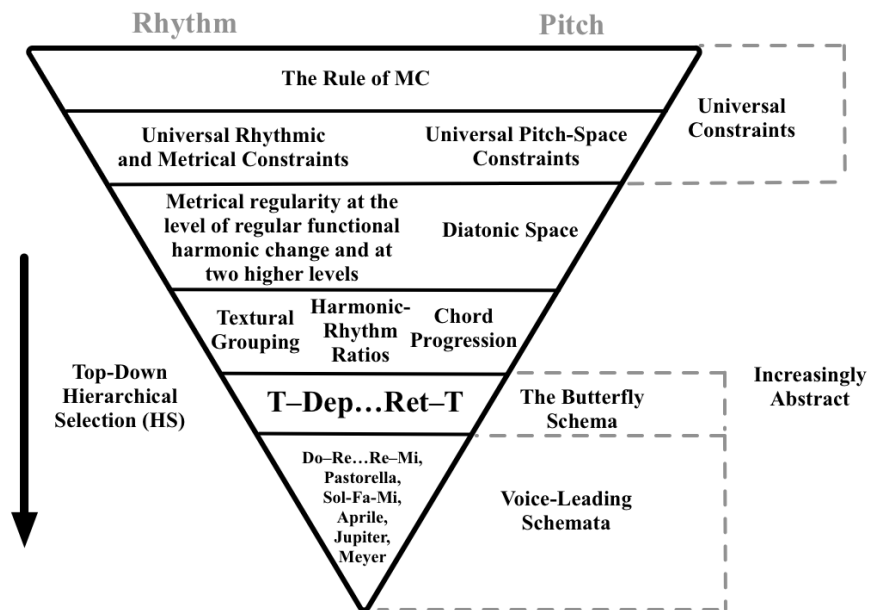 Rhythm
Pitch
The Rule of MC
Universal
Constraints
Universal Rhythmic
and Metrical Constraints
Universal Pitch-Space
Constraints
Metrical regularity at the
level of regular functional
harmonic change and at
two higher levels
Diatonic Space
Textural
Grouping
Harmonic-
Rhythm
Ratios
Chord
Progression
Top-Down
Hierarchical
Selection (HS)
T–Dep…Ret–T
The Butterfly
Schema
Increasingly
Abstract
Do–Re…Re–Mi,
Pastorella,
Sol-Fa-Mi,
Aprile,
Jupiter,
Meyer
Voice-Leading
Schemata